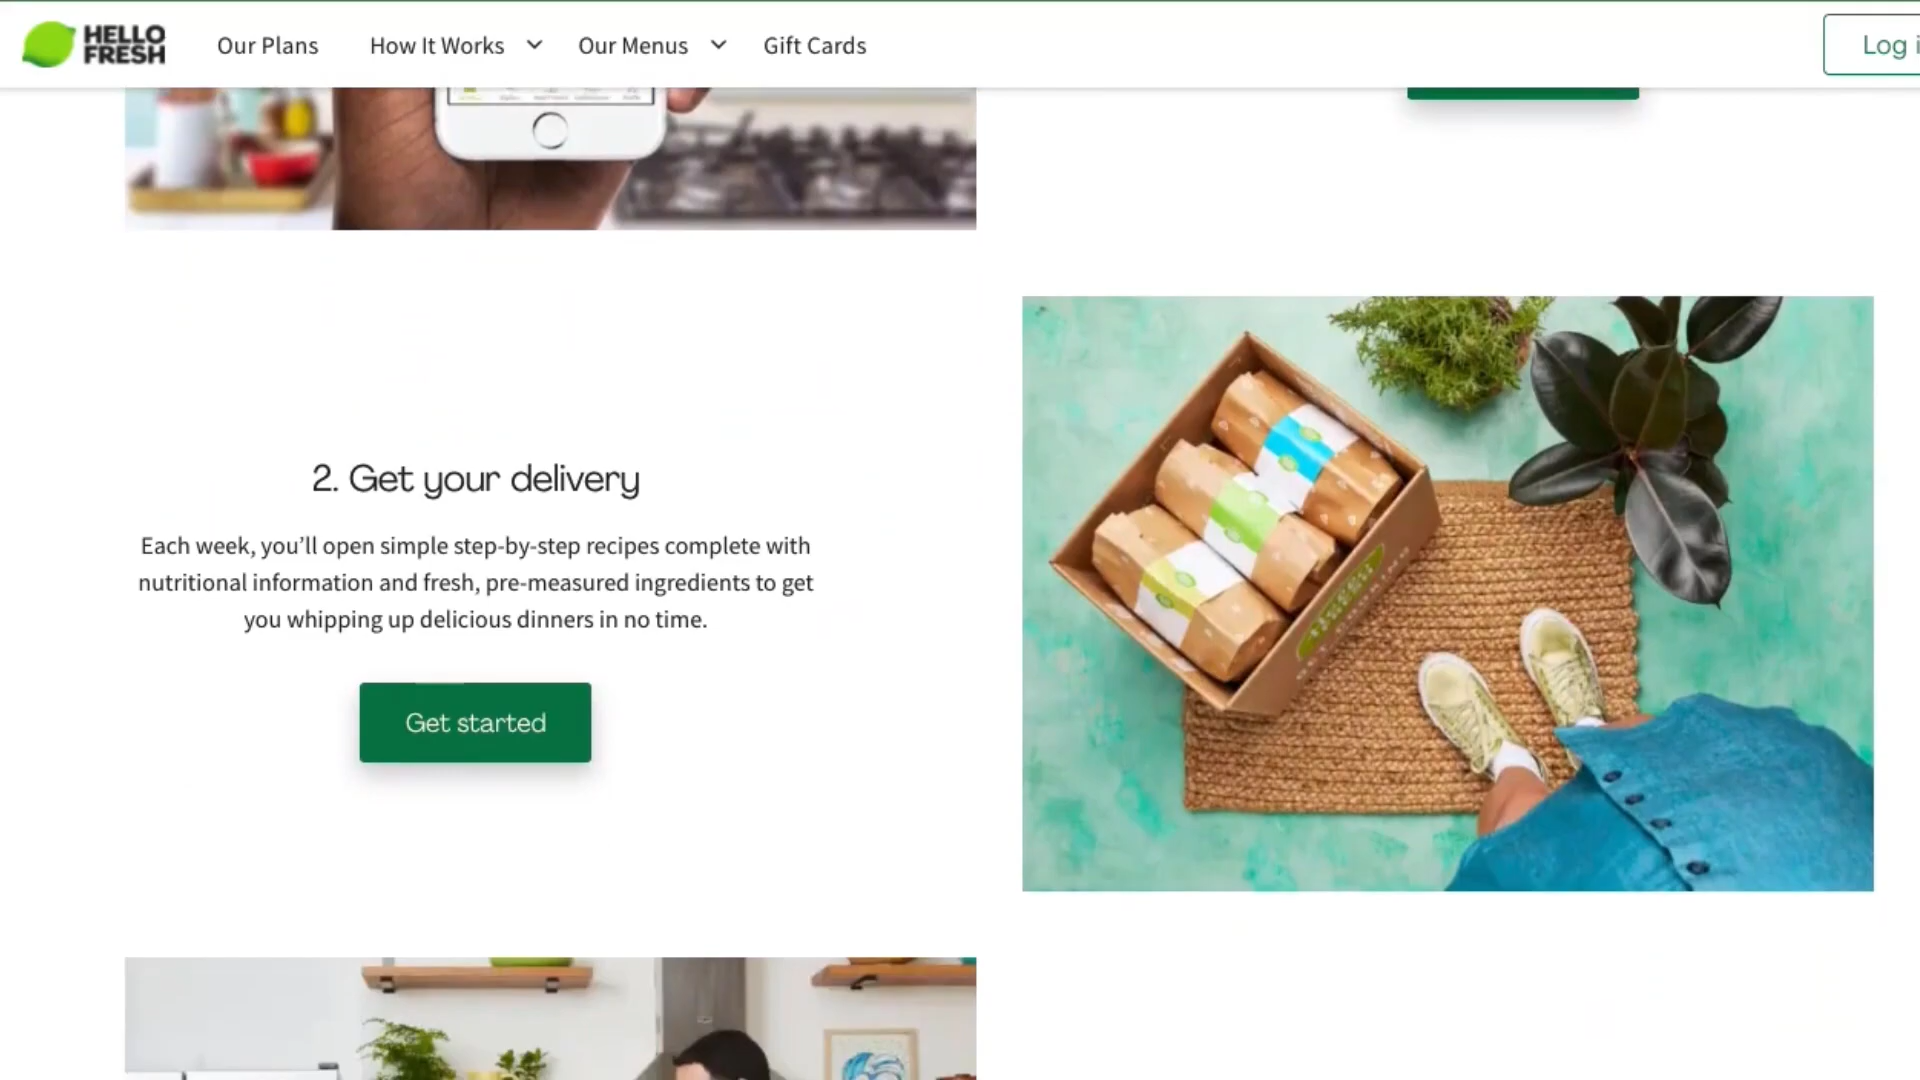 HELLO
FRESH
Our Plans
How It Works
Our Menus
Gift Cards
Log i
2. Get your delivery
Each week, you’ll open simple step-by-step recipes complete with
nutritional information and fresh, pre-measured ingredients to get
you whipping up delicious dinners in no time.
Get started